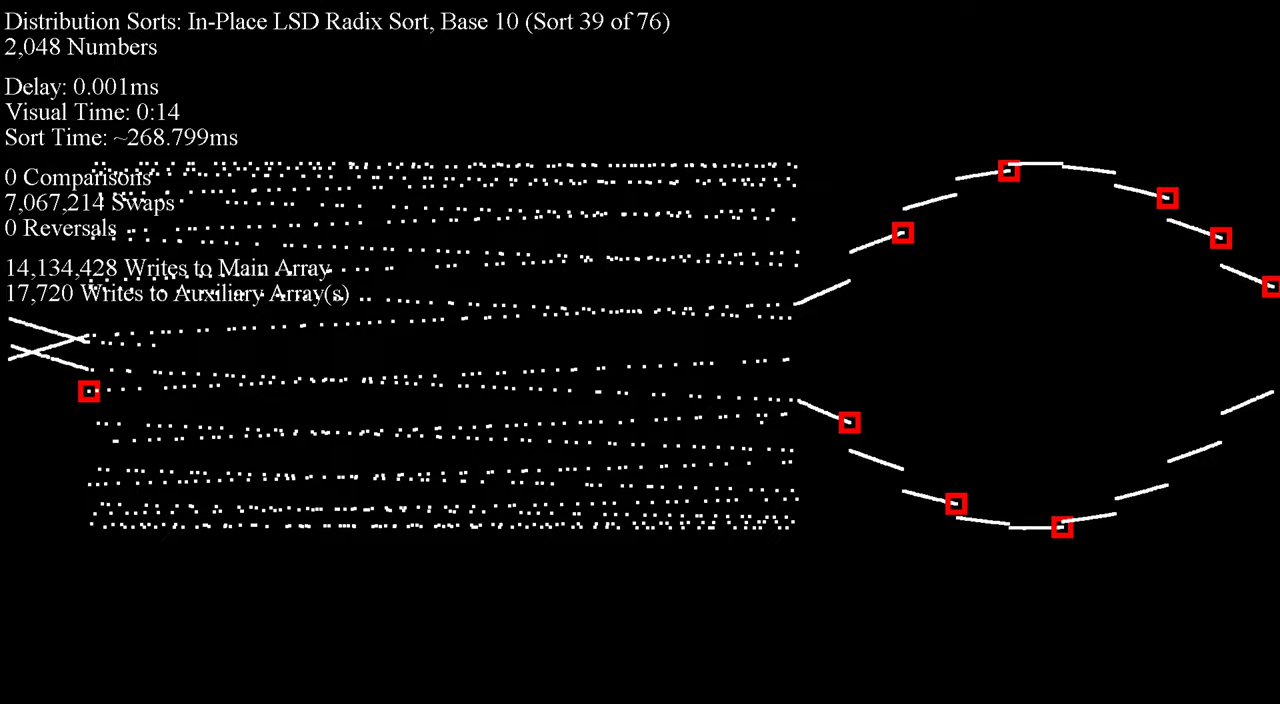 Distribution Sorts: In-Place LSD Radix Sort, Base 10 (Sort 39 of 76)
2,048 Numbers
Delay: 0.001ms
Visual Time: 0:14
Sort Time: ~268.799ms
0 Comparisons
7,067,214 Swaps
0 Reversals
14,134,428 Writes to Main Array
17,720 Writes to Auxiliary Array(s)